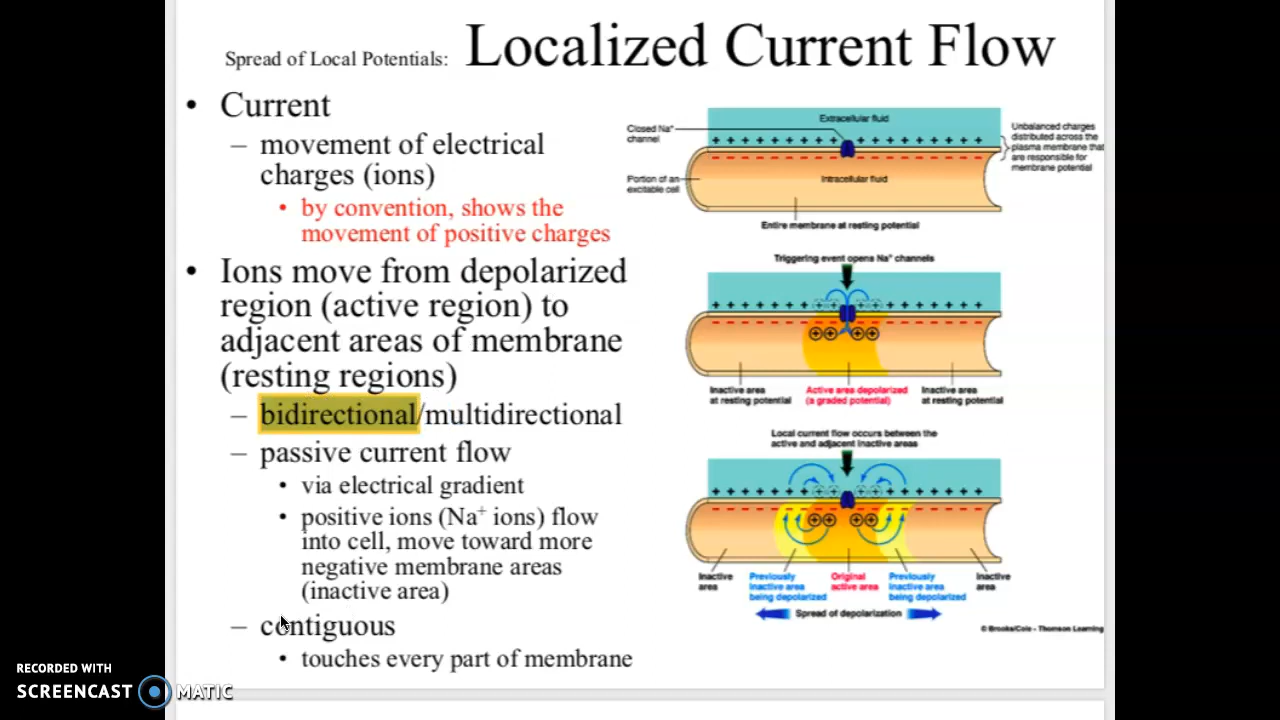 Spread of Local Potentials: Localized Current Flow
• Current
– movement of electrical
charges (ions)
• by convention, shows the
movement of positive charges
• Ions move from depolarized
region (active region) to
adjacent areas of membrane
(resting regions)
– bidirectional/multidirectional
– passive current flow
• via electrical gradient
• positive ions (Na+ ions) flow
into cell, move toward more
negative membrane areas
(inactive area)
– contiguous
• touches every part of membrane
Extracellular fluid
Closed Na+
channel
Unbalanced charges
distributed across the
plasma membrane that
are responsible for
membrane potential
Portion of an
excitable cell
Intracellular fluid
Entire membrane at resting potential
Triggering event opens Na+ channels
Inactive area
at resting potential
Active area depolarized
(a graded potential)
Inactive area
at resting potential
Local current flow occurs between the
active and adjacent inactive areas
Inactive
area
Previously
inactive area
being depolarized
Original
active area
Previously
inactive area
being depolarized
Inactive
area
Spread of depolarization
© Brooks/Cole - Thomson Learning
RECORDED WITH
SCREENCAST MATIC